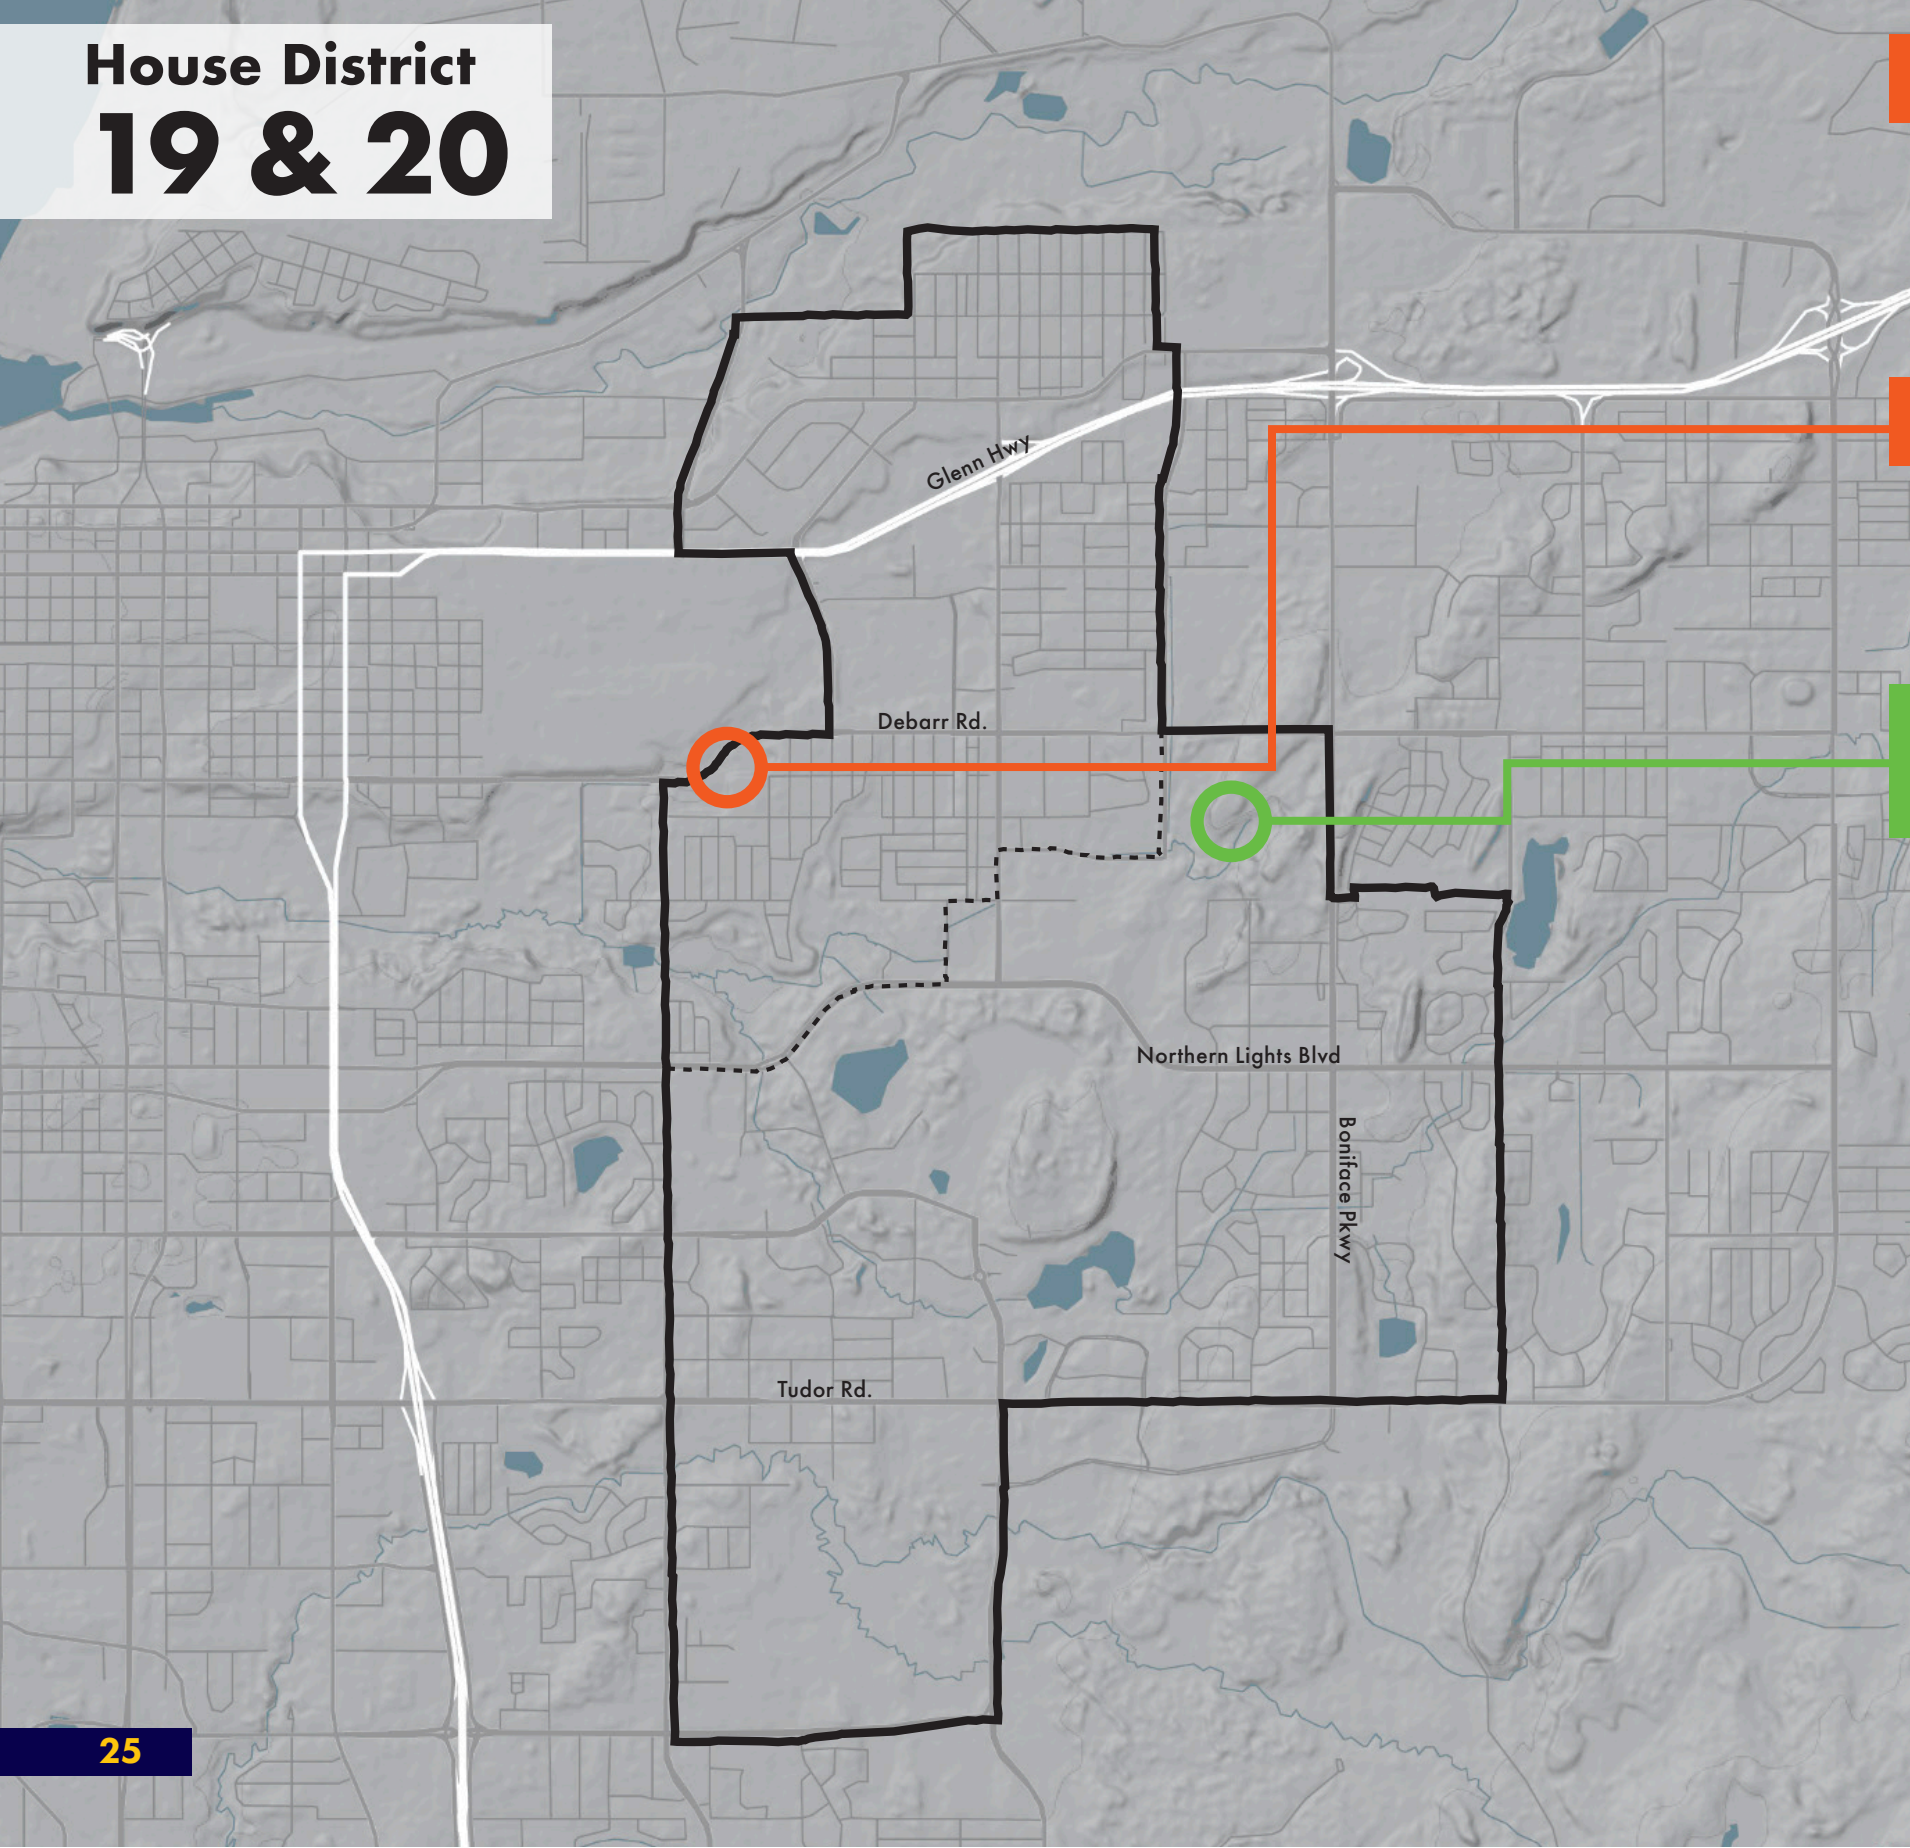 House District
19 & 20
Glenn Hwy
Debarr Rd.
Northern Lights Blvd
Boniface Pkwy
Tudor Rd.
25